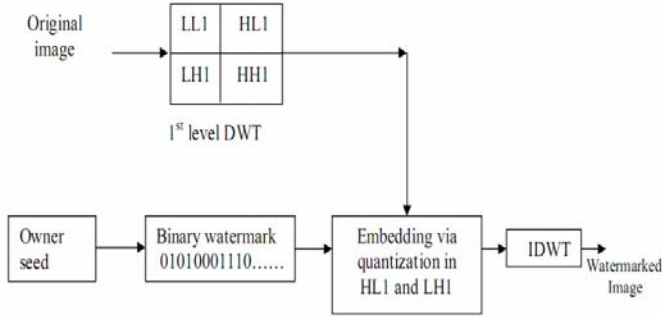 Original
image
LL1 HL1
LH1 HH1
1st level DWT
Owner
seed
Binary watermark
01010001110......
Embedding via
quantization in
HL1 and LH1
IDWT
Watermarked
Image